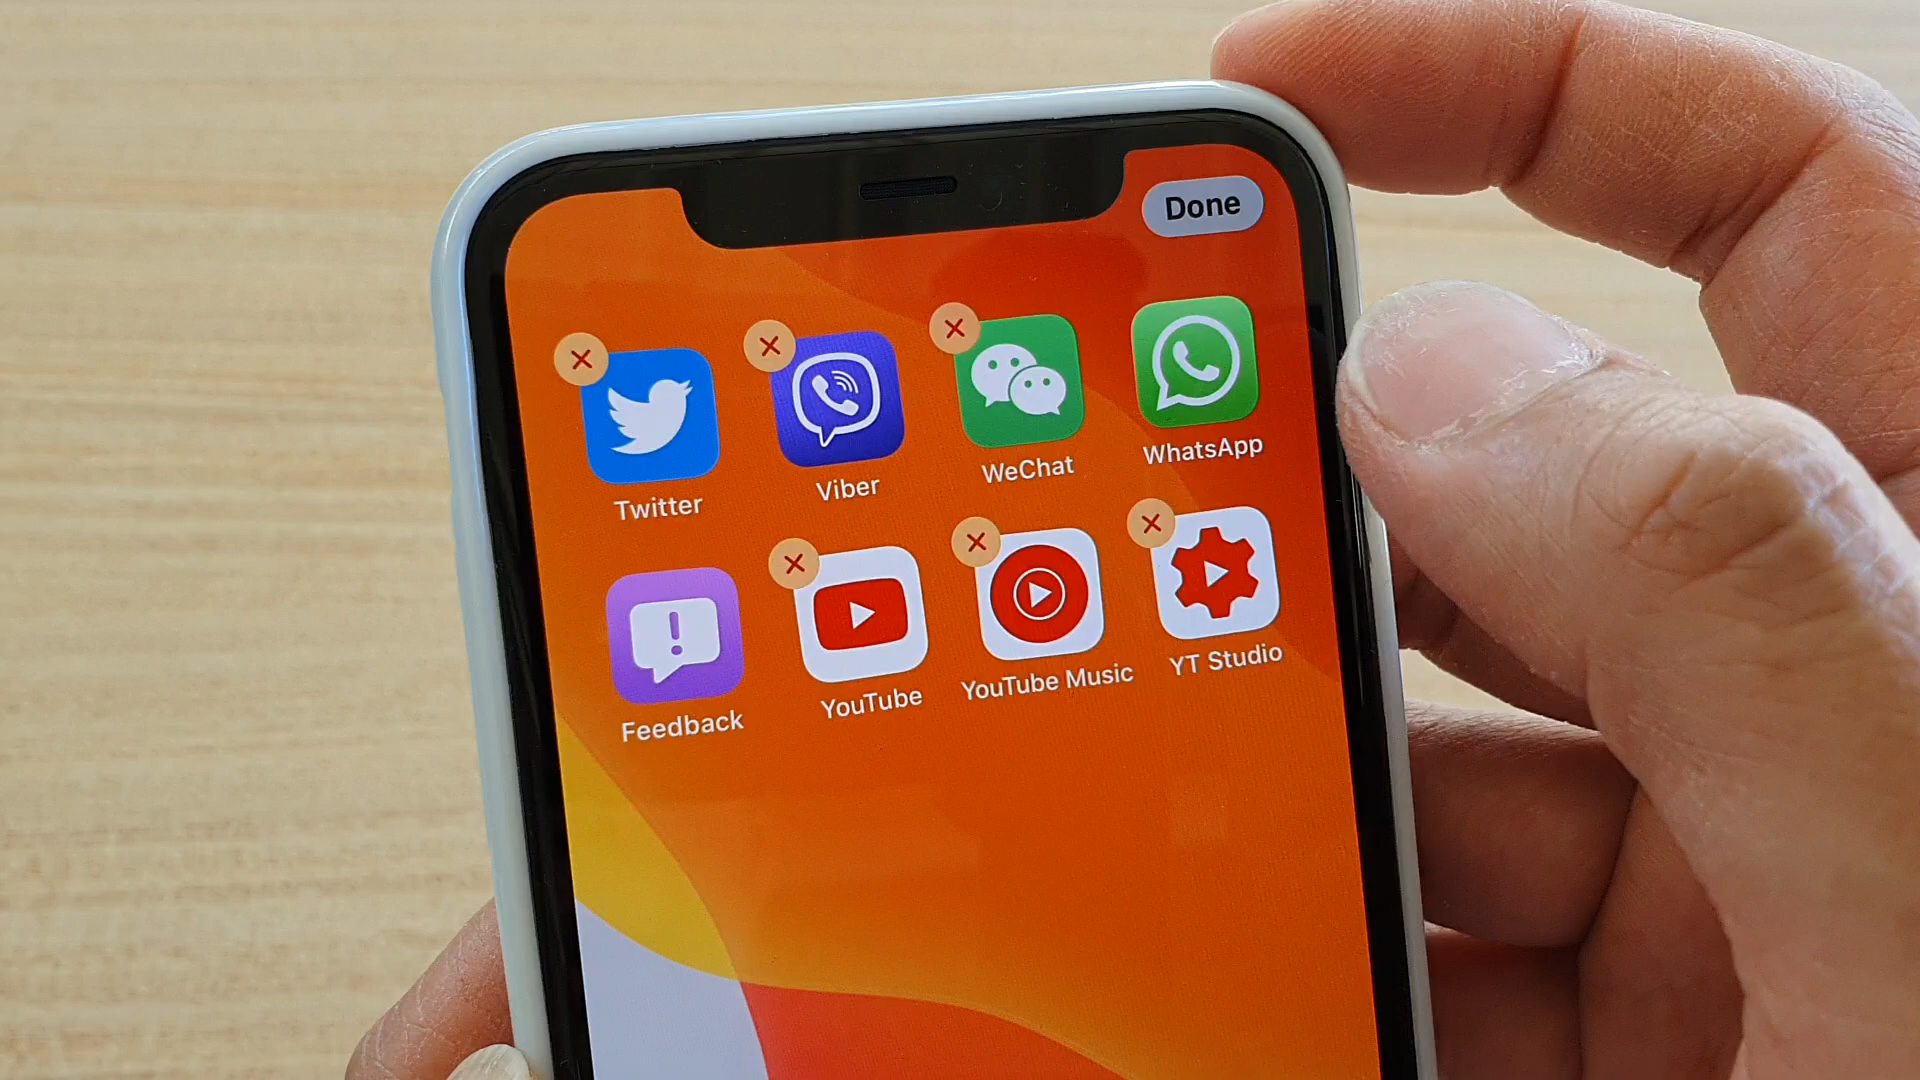 Done
Twitter
Viber
WeChat
WhatsApp
Feedback
YouTube
YouTube Music
YT Studio